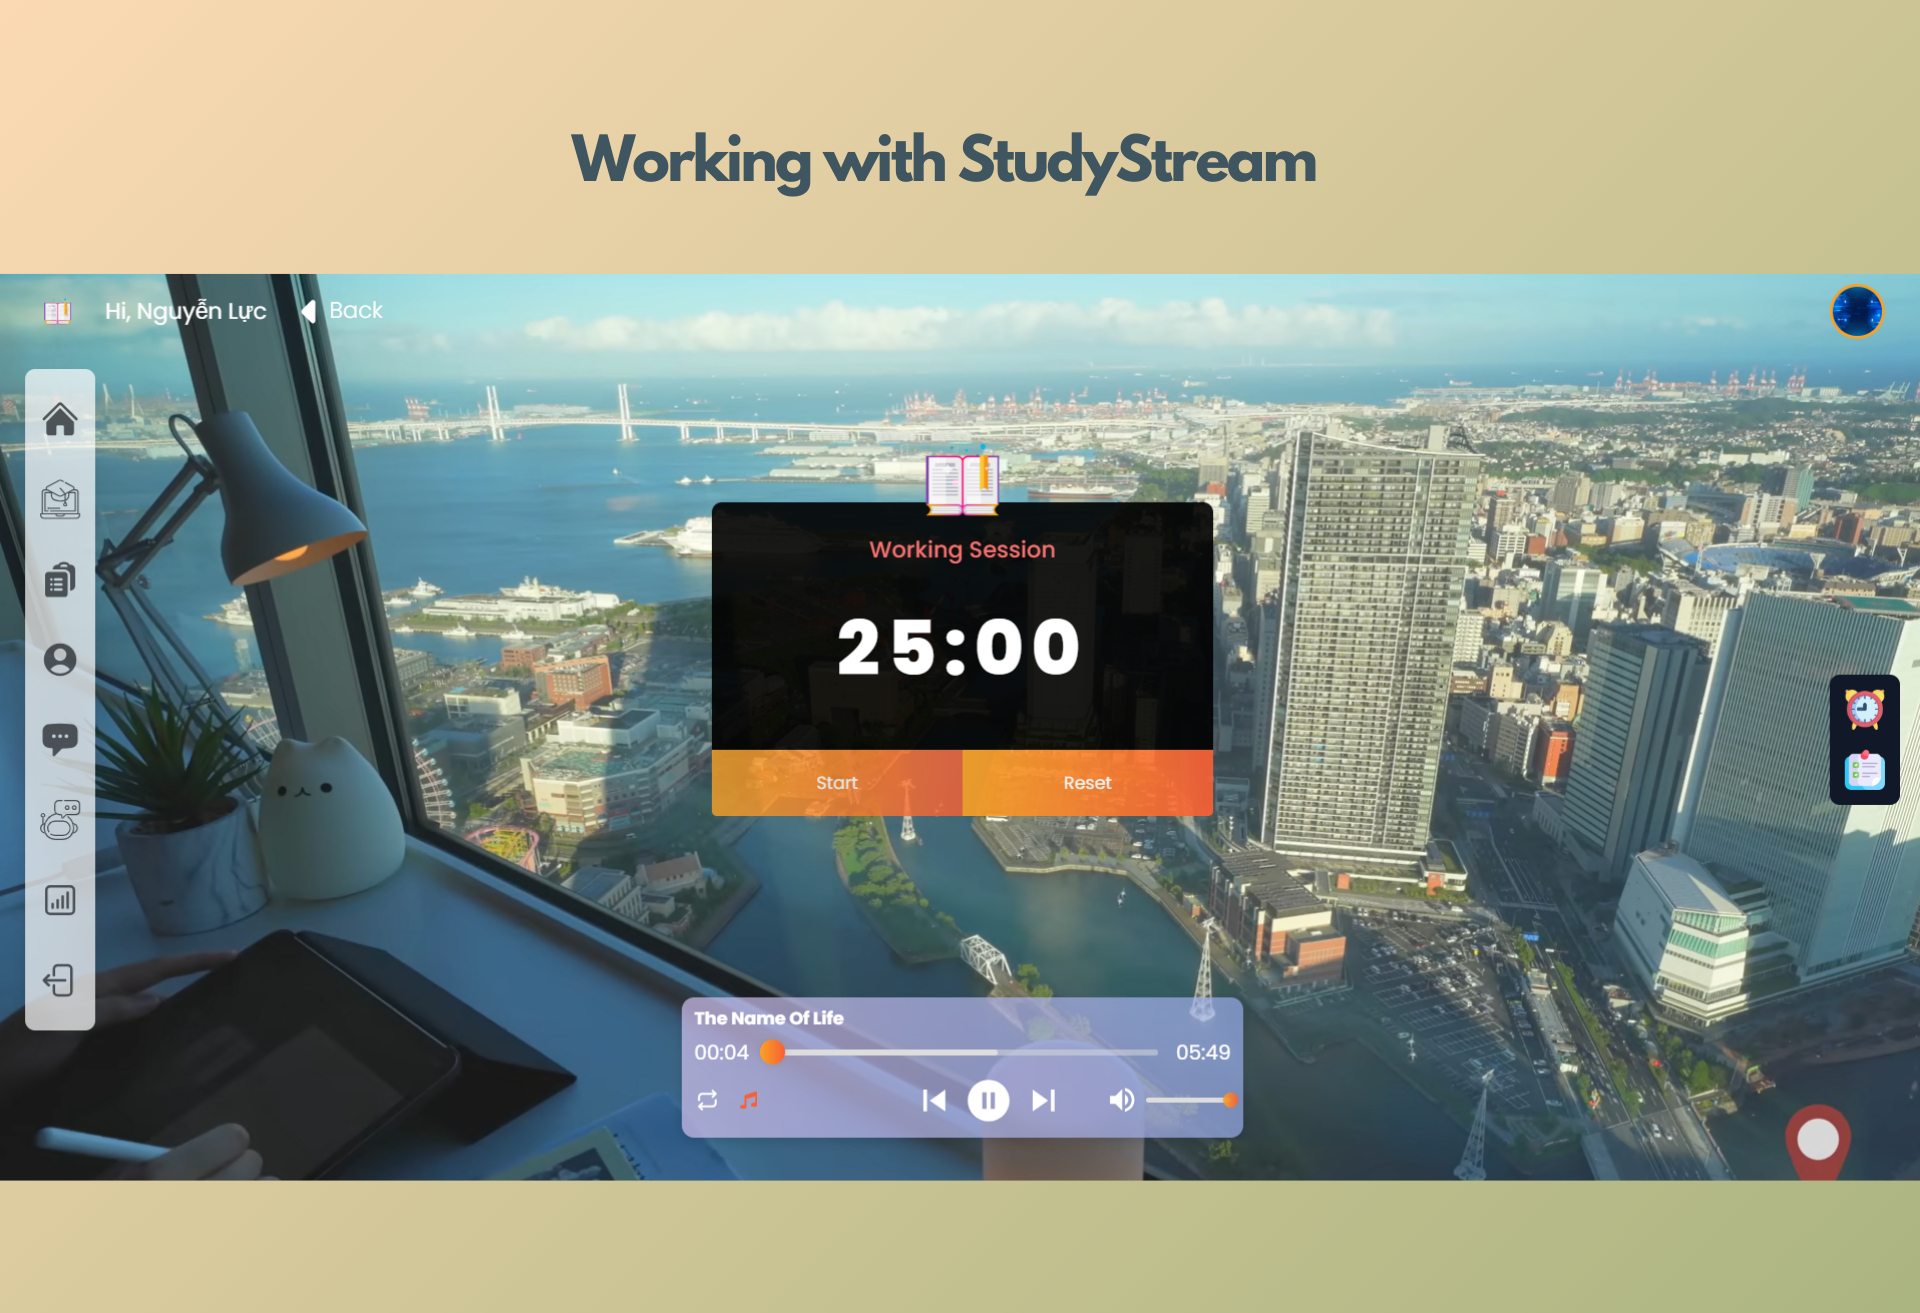 Working with StudyStream
Hi, Nguyễn Lực
Back
Working Session
25:00
Start
Reset
The Name Of Life
00:04
05:49